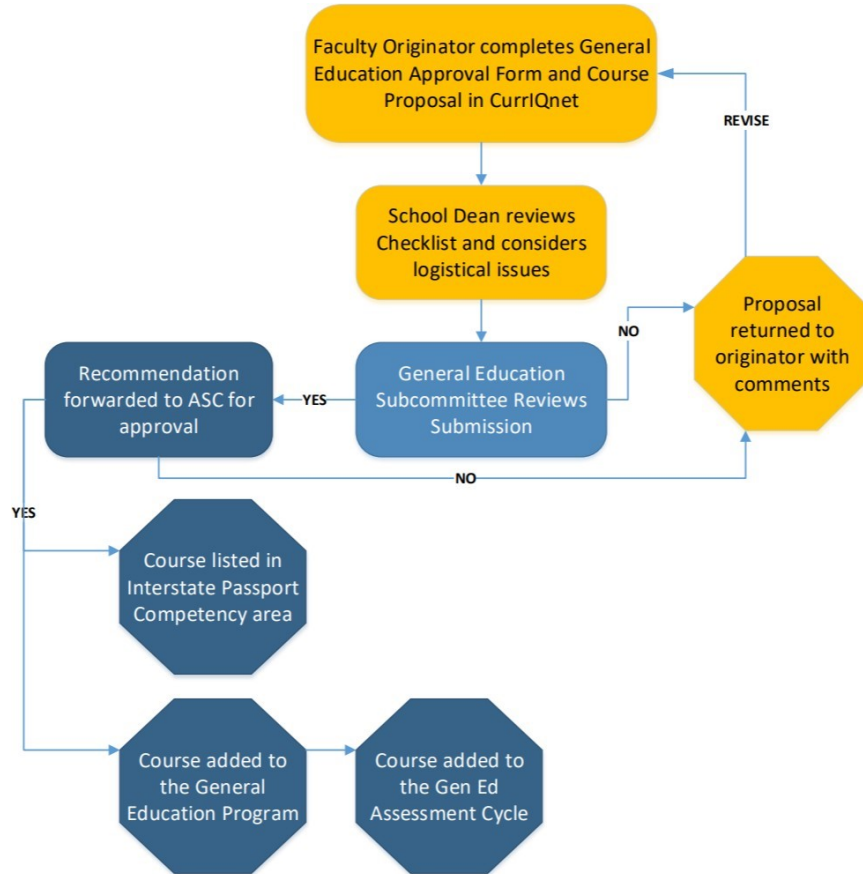 Faculty Originator completes General
Education Approval Form and Course
Proposal in CurrIQnet
REVISE
School Dean reviews
Checklist and considers
logistical issues
NO
Proposal
returned to
originator with
comments
Recommendation
forwarded to ASC for
approval
YES
General Education
Subcommittee Reviews
Submission
NO
YES
Course listed in
Interstate Passport
Competency area
Course added to
the General
Education Program
Course added to
the Gen Ed
Assessment Cycle